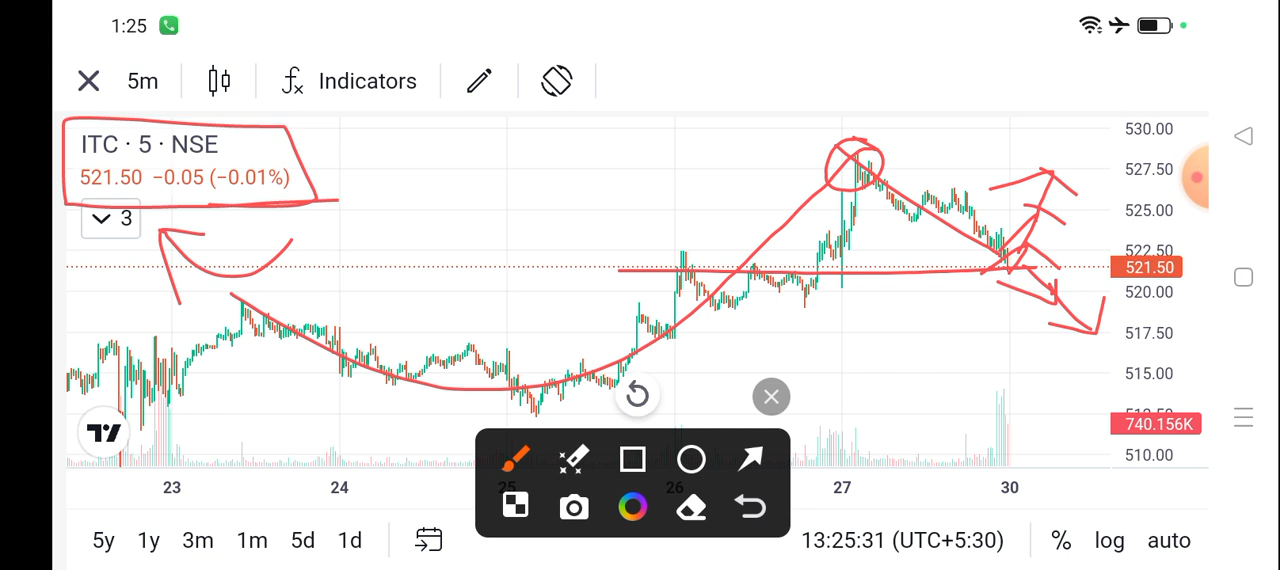 1:25
5m
Indicators
ITC · 5 · NSE
521.50 −0.05 (−0.01%)
3
530.00
527.50
525.00
522.50
521.50
520.00
517.50
515.00
512.50
740.156K
510.00
23 24 25 26 27 30
5y 1y 3m 1m 5d 1d 13:25:31 (UTC+5:30) % log auto